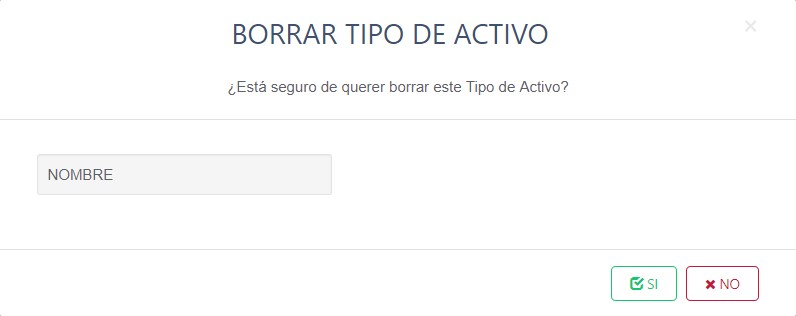 BORRAR TIPO DE ACTIVO
¿Está seguro de querer borrar este Tipo de Activo?
NOMBRE
SI
NO